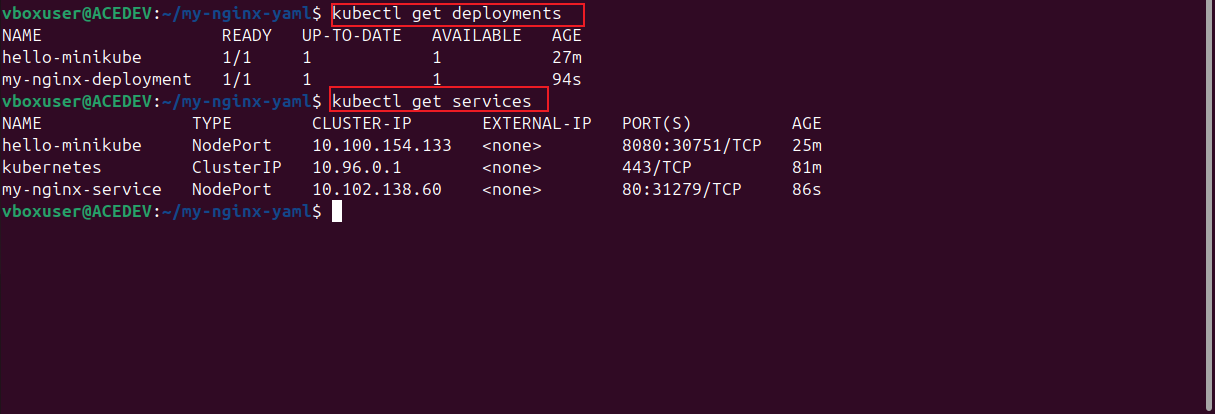 vboxuser@ACEDEV:~/my-nginx-yaml$ kubectl get deployments
NAME                  READY   UP-TO-DATE   AVAILABLE   AGE
hello-minikube        1/1     1            1           27m
my-nginx-deployment   1/1     1            1           94s
vboxuser@ACEDEV:~/my-nginx-yaml$ kubectl get services
NAME               TYPE        CLUSTER-IP       EXTERNAL-IP   PORT(S)          AGE
hello-minikube     NodePort    10.100.154.133   <none>        8080:30751/TCP   25m
kubernetes         ClusterIP   10.96.0.1        <none>        443/TCP          81m
my-nginx-service   NodePort    10.102.138.60    <none>        80:31279/TCP     86s
vboxuser@ACEDEV:~/my-nginx-yaml$